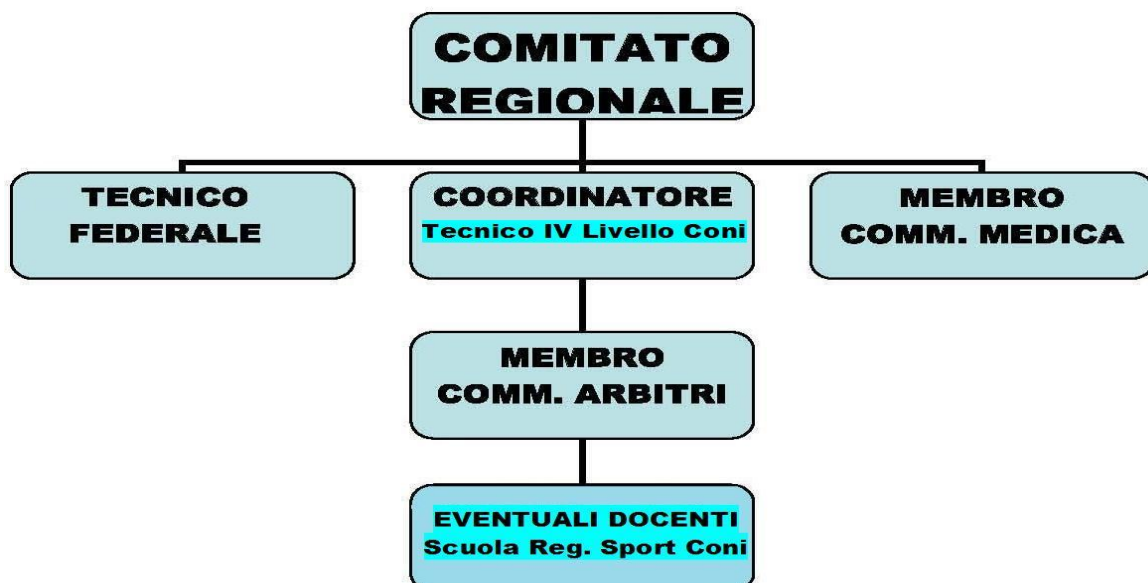 COMITATO
REGIONALE
TECNICO
FEDERALE
COORDINATORE
Tecnico IV Livello Coni
MEMBRO
COMM. MEDICA
MEMBRO
COMM. ARBITRI
EVENTUALI DOCENTI
Scuola Reg. Sport Coni